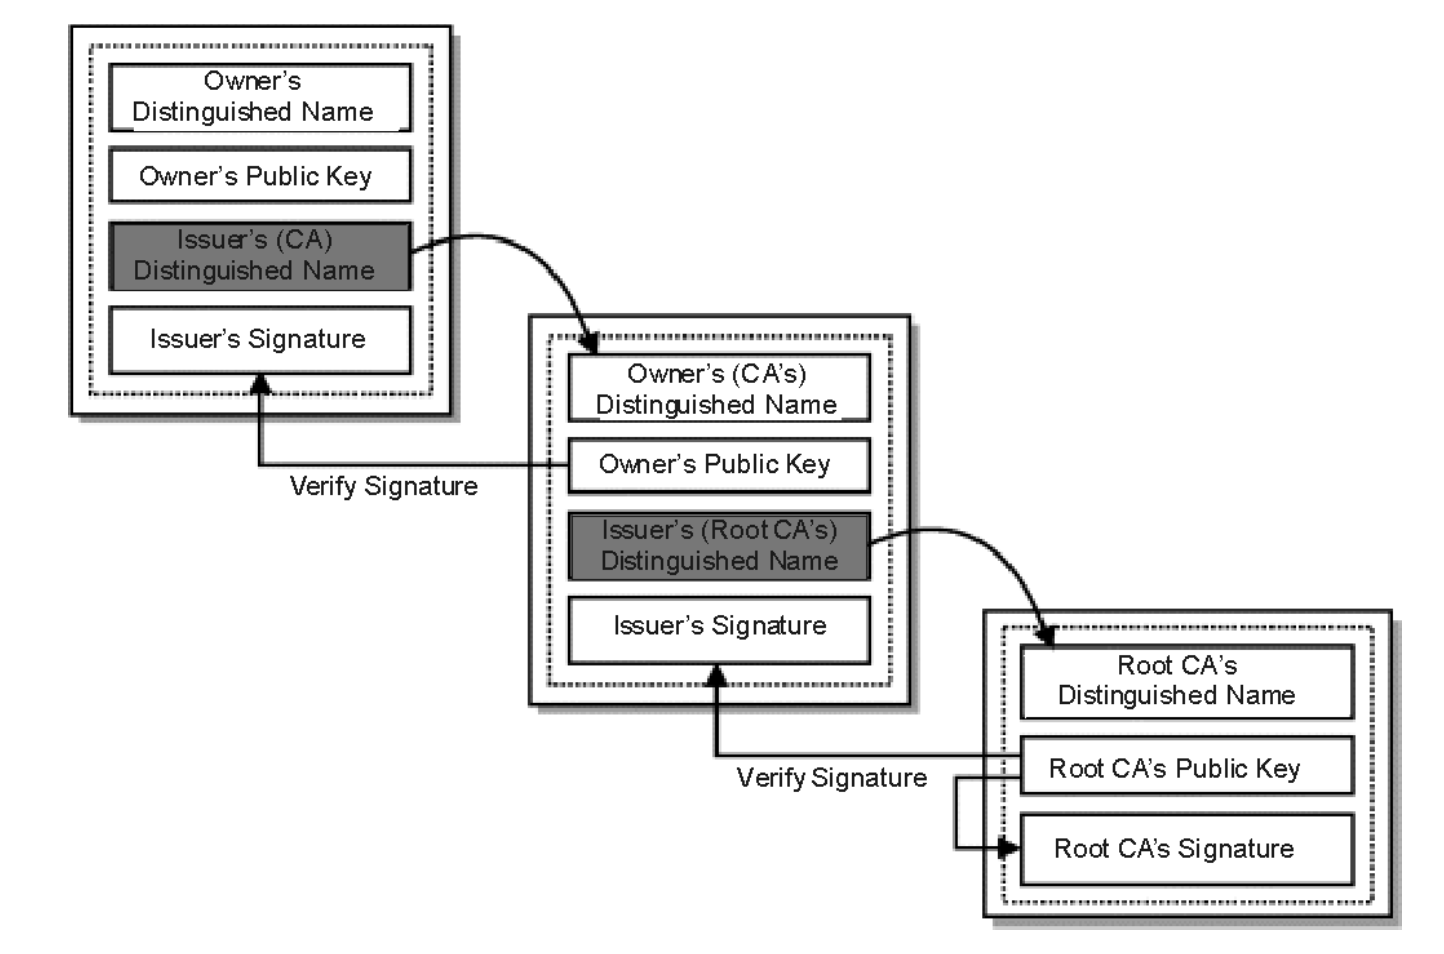 Owner’s
Distinguished Name
Owner’s Public Key
Issuer’s (CA)
Distinguished Name
Issuer’s Signature
Verify Signature
Owner’s (CA’s)
Distinguished Name
Owner’s Public Key
Issuer’s (Root CA’s)
Distinguished Name
Issuer’s Signature
Verify Signature
Root CA’s
Distinguished Name
Root CA’s Public Key
Root CA’s Signature